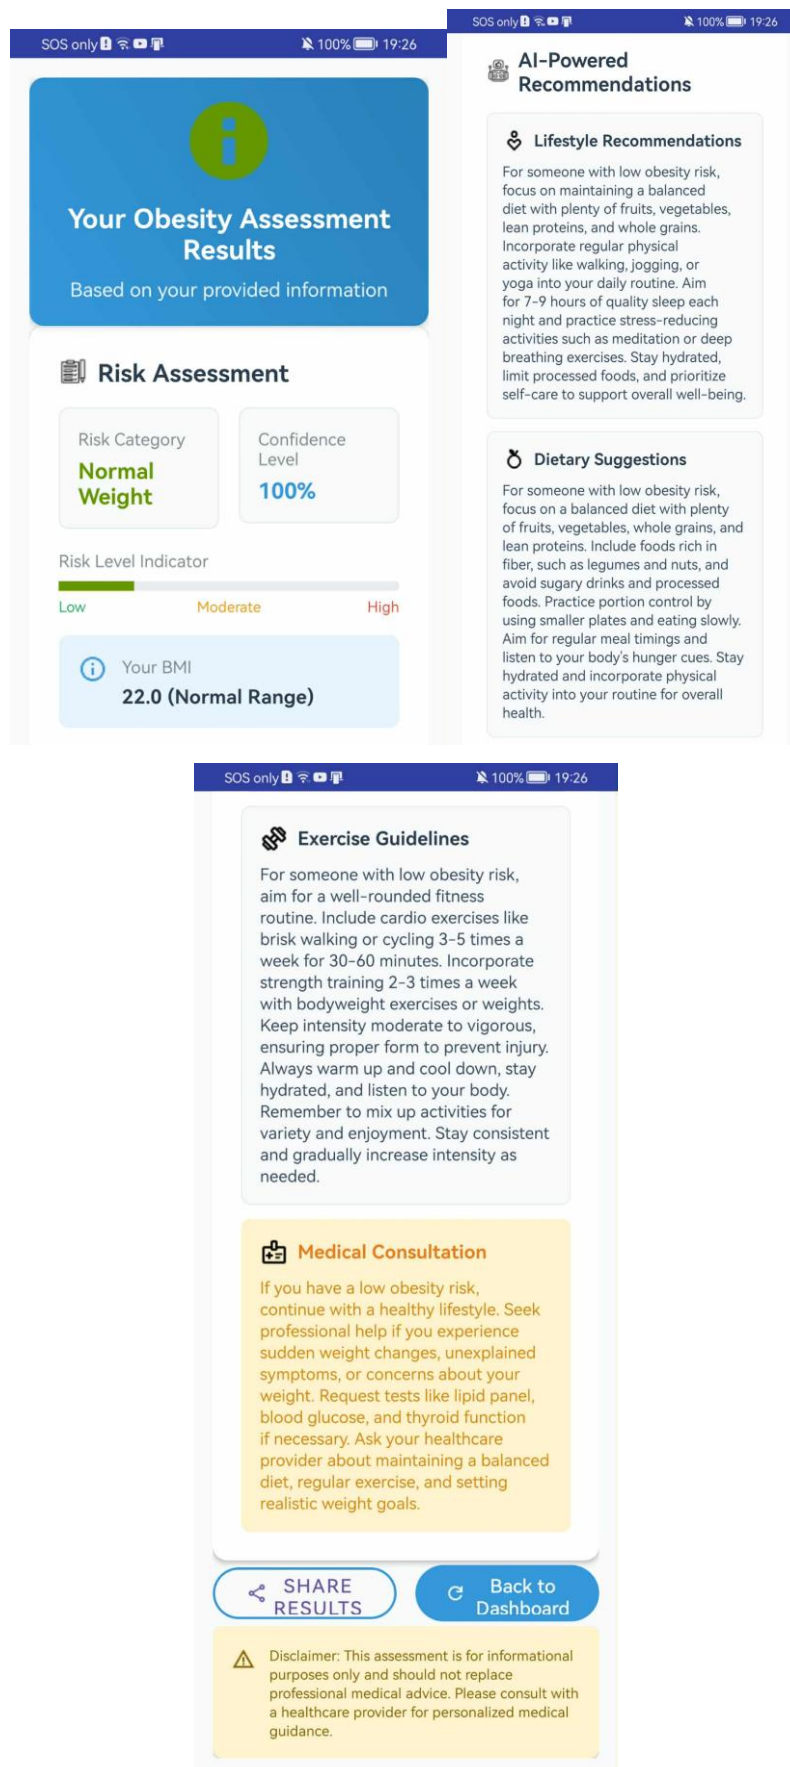 SOS only 100% 19:26
Your Obesity Assessment
Results
Based on your provided information
Risk Assessment
Risk Category
Normal
Weight
Confidence
Level
100%
Risk Level Indicator
Low Moderate High
Your BMI
22.0 (Normal Range)
SOS only 100% 19:26
AI-Powered
Recommendations
Lifestyle Recommendations
For someone with low obesity risk,
focus on maintaining a balanced
diet with plenty of fruits, vegetables,
lean proteins, and whole grains.
Incorporate regular physical
activity like walking, jogging, or
yoga into your daily routine. Aim
for 7-9 hours of quality sleep each
night and practice stress-reducing
activities such as meditation or deep
breathing exercises. Stay hydrated,
limit processed foods, and prioritize
self-care to support overall well-being.
Dietary Suggestions
For someone with low obesity risk,
focus on a balanced diet with plenty
of fruits, vegetables, whole grains, and
lean proteins. Include foods rich in
fiber, such as legumes and nuts, and
avoid sugary drinks and processed
foods. Practice portion control by
using smaller plates and eating slowly.
Aim for regular meal timings and
listen to your body's hunger cues. Stay
hydrated and incorporate physical
activity into your routine for overall
health.
SOS only 100% 19:26
Exercise Guidelines
For someone with low obesity risk,
aim for a well-rounded fitness
routine. Include cardio exercises like
brisk walking or cycling 3-5 times a
week for 30-60 minutes. Incorporate
strength training 2-3 times a week
with bodyweight exercises or weights.
Keep intensity moderate to vigorous,
ensuring proper form to prevent injury.
Always warm up and cool down, stay
hydrated, and listen to your body.
Remember to mix up activities for
variety and enjoyment. Stay consistent
and gradually increase intensity as
needed.
Medical Consultation
If you have a low obesity risk,
continue with a healthy lifestyle. Seek
professional help if you experience
sudden weight changes, unexplained
symptoms, or concerns about your
weight. Request tests like lipid panel,
blood glucose, and thyroid function
if necessary. Ask your healthcare
provider about maintaining a balanced
diet, regular exercise, and setting
realistic weight goals.
SHARE
RESULTS
Back to
Dashboard
Disclaimer: This assessment is for informational
purposes only and should not replace
professional medical advice. Please consult with
a healthcare provider for personalized medical
guidance.